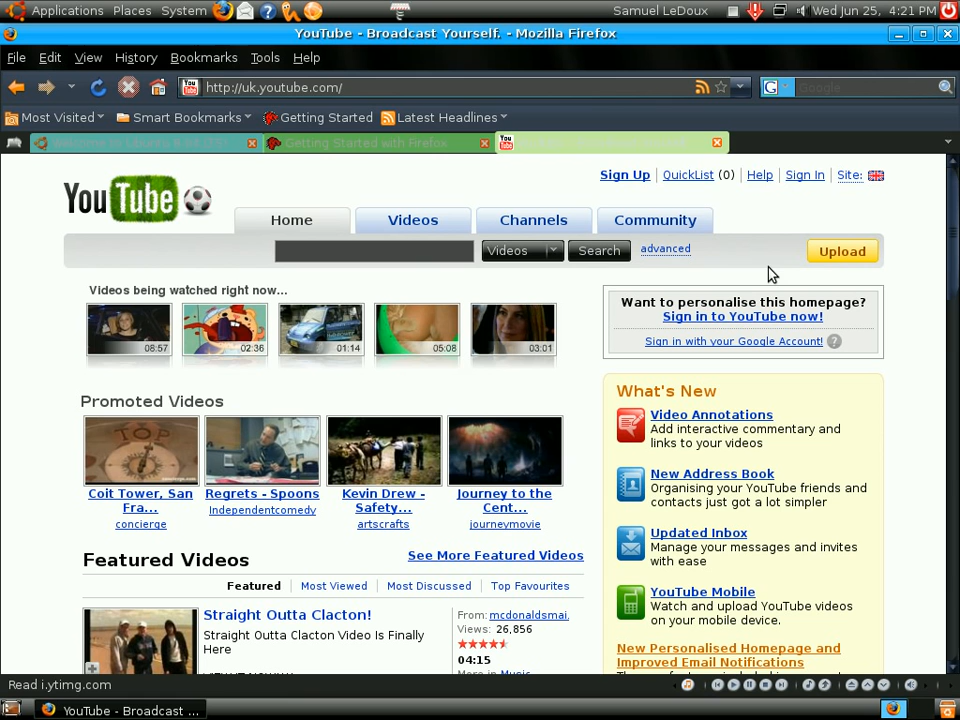 Applications Places System Samuel LeDoux Wed Jun 25, 4:21 PM
YouTube - Broadcast Yourself. - Mozilla Firefox
File Edit View History Bookmarks Tools Help
http://uk.youtube.com/ G Google
Most Visited Smart Bookmarks Getting Started Latest Headlines
Getting Started with Firefox
Sign Up | QuickList (0) | Help | Sign In | Site:
YouTube
Home Videos Channels Community
Videos Search advanced Upload
Videos being watched right now...
08:57 02:36 01:14 05:08 03:01
Want to personalise this homepage?
Sign in to YouTube now!
Sign in with your Google Account! ?
Promoted Videos
TOP
Coit Tower, San Fra...
concierge
Regrets - Spoons
Independentcomedy
Kevin Drew - Safety...
artscrafts
Journey to the Cent...
journeymovie
What's New
Video Annotations
Add interactive commentary and
links to your videos
New Address Book
Organising your YouTube friends and
contacts just got a lot simpler
Updated Inbox
Manage your messages and invites
with ease
YouTube Mobile
Watch and upload YouTube videos
on your mobile device.
New Personalised Homepage and
Improved Email Notifications
Featured Videos See More Featured Videos
Featured | Most Viewed | Most Discussed | Top Favourites
Straight Outta Clacton!
Straight Outta Clacton Video Is Finally
Here
From: mcdonaldsmai.
Views: 26,856
04:15
More in Music
Read i.ytimg.com
YouTube - Broadcast ...